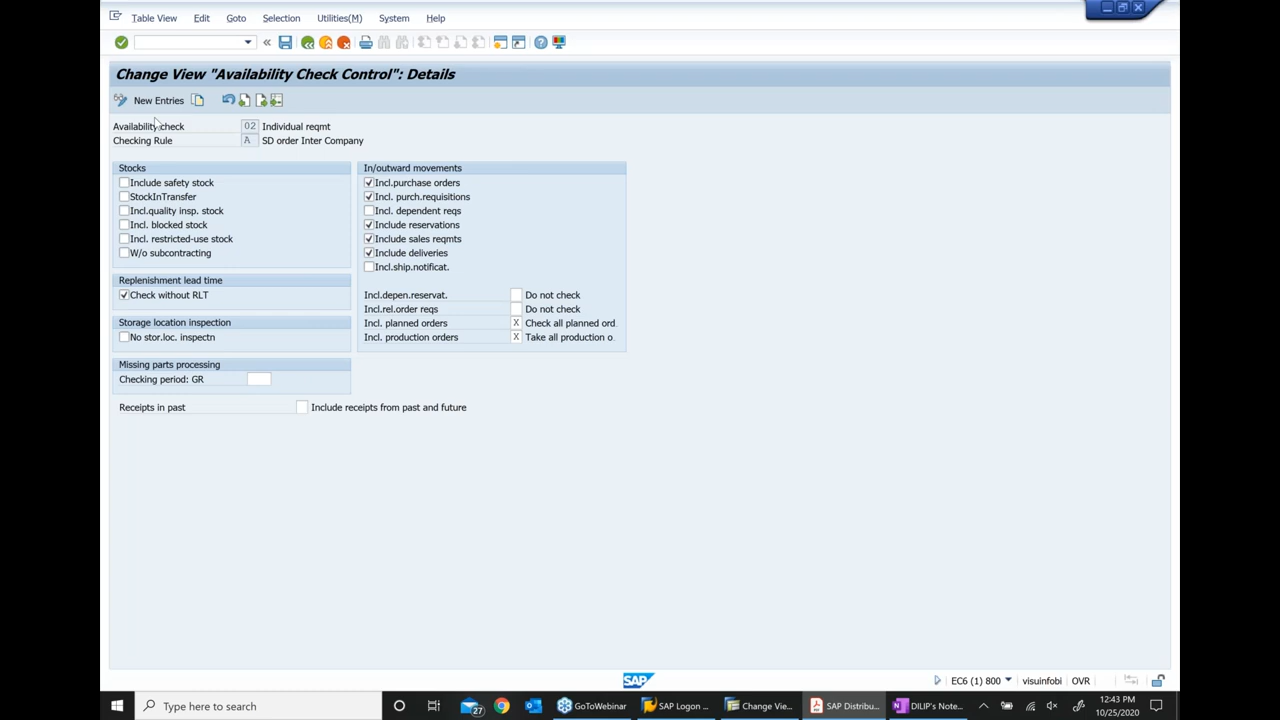 Table View Edit Goto Selection Utilities(M) System Help
Change View "Availability Check Control": Details
New Entries
Availability check 02 Individual reqmt
Checking Rule A SD order Inter Company
Stocks
Include safety stock
StockInTransfer
Incl.quality insp. stock
Incl. blocked stock
Incl. restricted-use stock
W/o subcontracting
Replenishment lead time
Check without RLT
Storage location inspection
No stor.loc. inspectn
Missing parts processing
Checking period: GR
In/outward movements
Incl.purchase orders
Incl. purch.requisitions
Incl. dependent reqs
Include reservations
Include sales reqmts
Include deliveries
Incl.ship.notificat.
Incl.depen.reservat. Do not check
Incl.rel.order reqs Do not check
Incl. planned orders X Check all planned ord.
Incl. production orders X Take all production o.
Receipts in past Include receipts from past and future
SAP
EC6 (1) 800 visuinfobi OVR
Type here to search
27
GoToWebinar
SAP Logon ...
Change Vie...
SAP Distribu...
DILIP's Note...
12:43 PM
10/25/2020